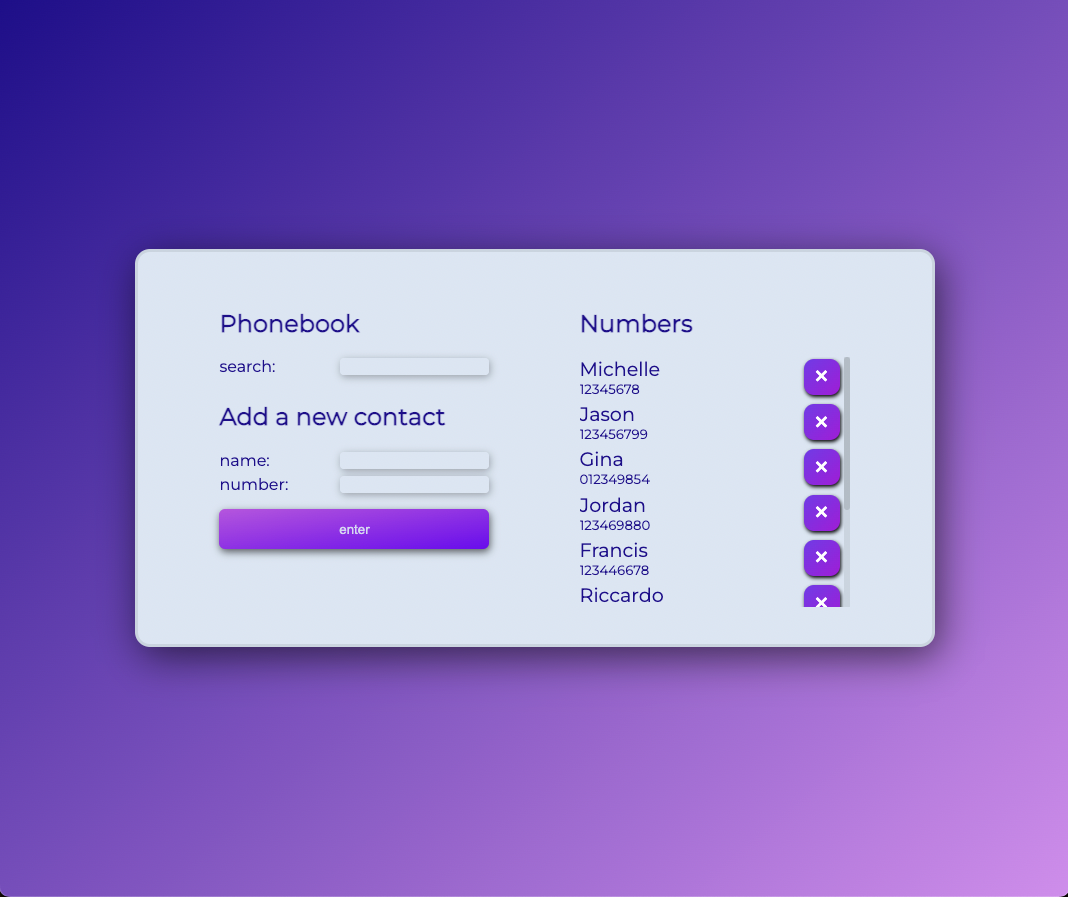 Phonebook
search:
Add a new contact
name:
number:
enter
Numbers
Michelle
12345678
Jason
123456799
Gina
012349854
Jordan
123469880
Francis
123446678
Riccardo